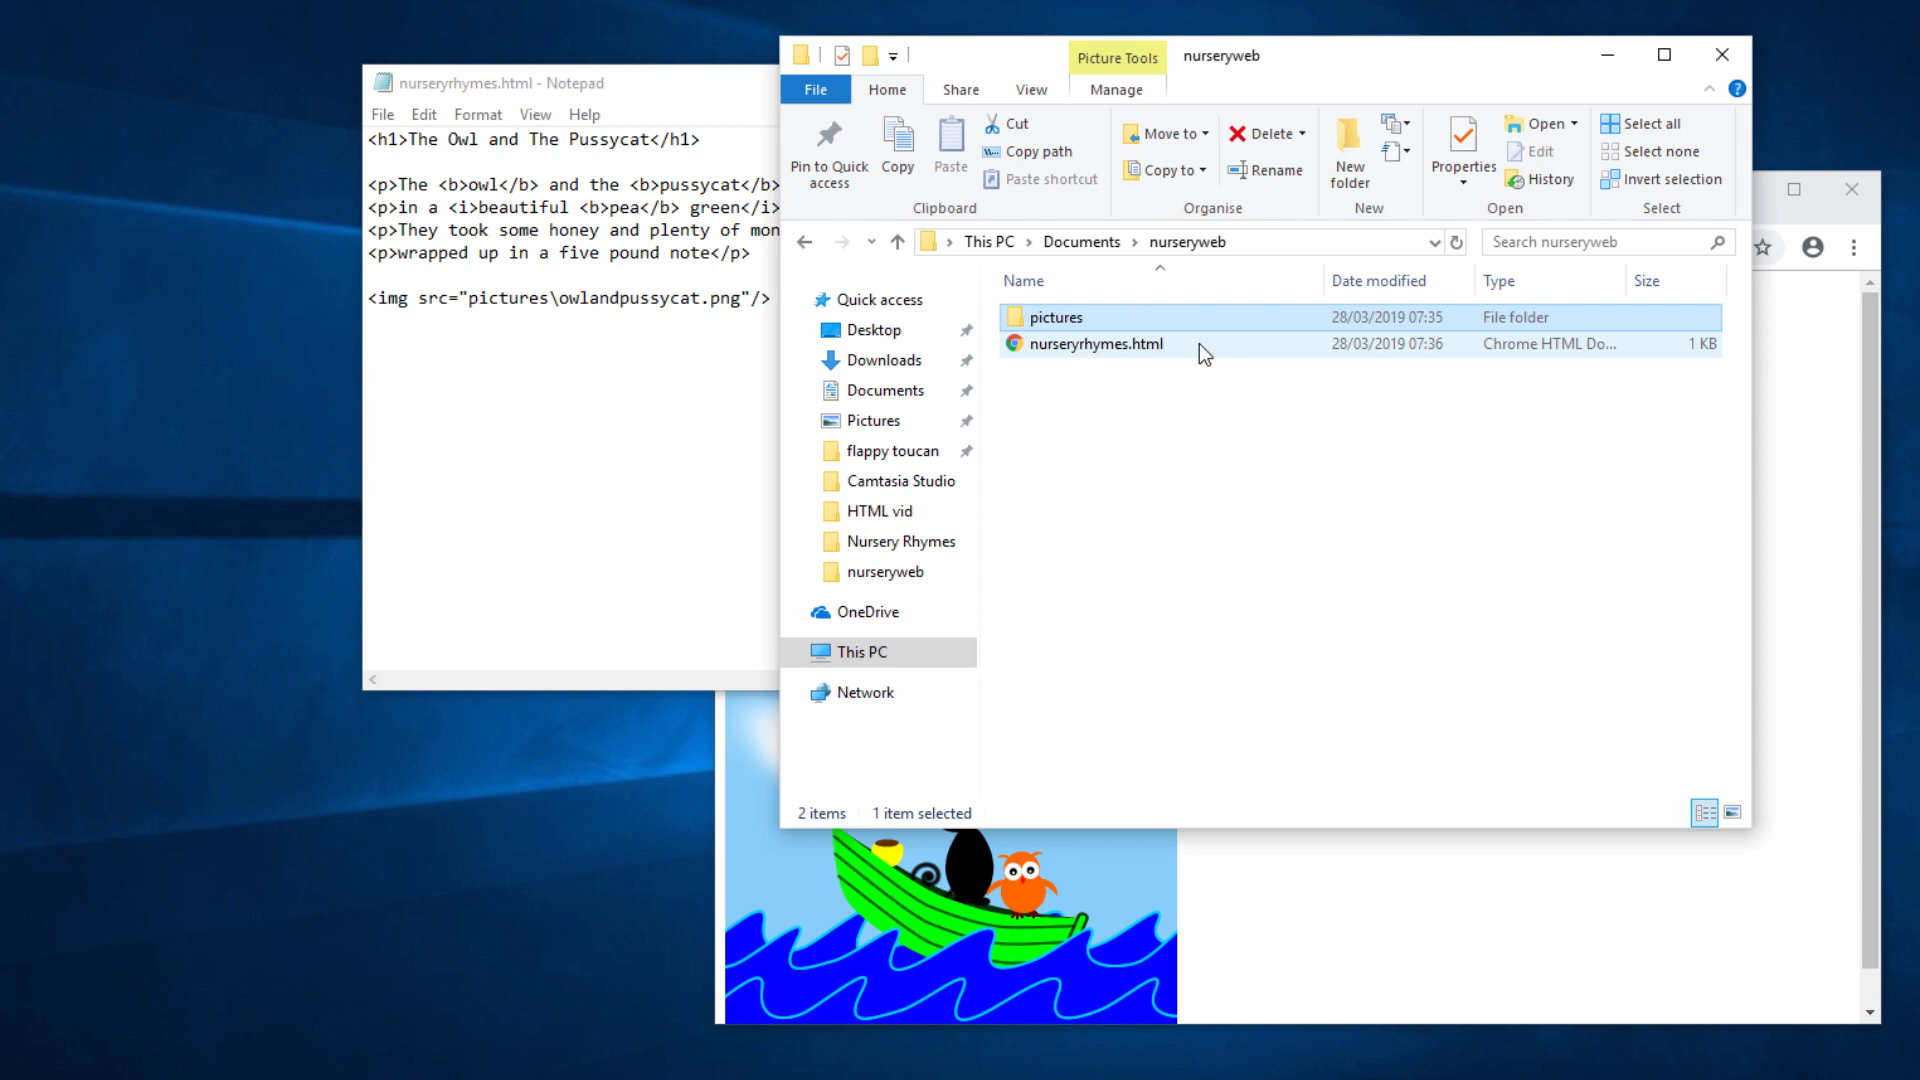 nurseryrhymes.html - Notepad
File Edit Format View Help
<h1>The Owl and The Pussycat</h1>
<p>The <b>owl</b> and the <b>pussycat</b>
<p>in a <i>beautiful <b>pea</b> green</i>
<p>They took some honey and plenty of mon
<p>wrapped up in a five pound note</p>
<img src="pictures\owlandpussycat.png"/>
Picture Tools nurseryweb
File Home Share View Manage
Pin to Quick access
Copy
Paste
Cut
Copy path
Paste shortcut
Clipboard
Move to
Copy to
Delete
Rename
Organise
New folder
New
Properties
Open
Edit
History
Open
Select all
Select none
Invert selection
Select
This PC > Documents > nurseryweb
Search nurseryweb
Name Date modified Type Size
pictures 28/03/2019 07:35 File folder
nurseryrhymes.html 28/03/2019 07:36 Chrome HTML Do... 1 KB
Quick access
Desktop
Downloads
Documents
Pictures
flappy toucan
Camtasia Studio
HTML vid
Nursery Rhymes
nurseryweb
OneDrive
This PC
Network
2 items 1 item selected